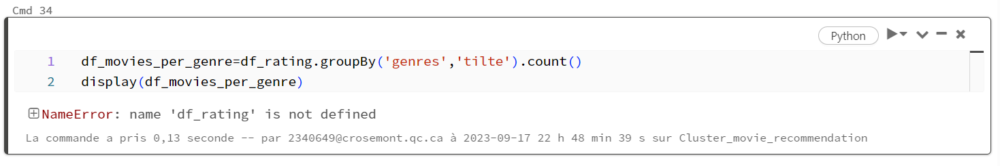 Cmd 34
Python
1 df_movies_per_genre=df_rating.groupBy('genres','tilte').count()
2 display(df_movies_per_genre)
NameError: name 'df_rating' is not defined
La commande a pris 0,13 seconde -- par 2340649@crosemont.qc.ca à 2023-09-17 22 h 48 min 39 s sur Cluster_movie_recommendation